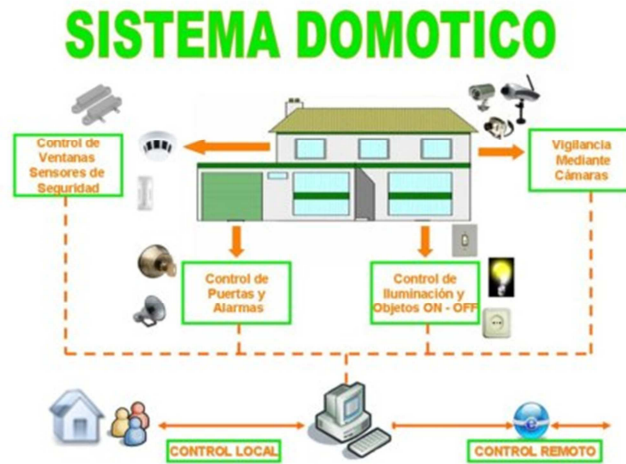 SISTEMA DOMOTICO
Control de
Ventanas
Sensores de
Seguridad
Vigilancia
Mediante
Cámaras
Control de
Puertas y
Alarmas
Control de
Iluminación y
Objetos ON - OFF
CONTROL LOCAL
CONTROL REMOTO